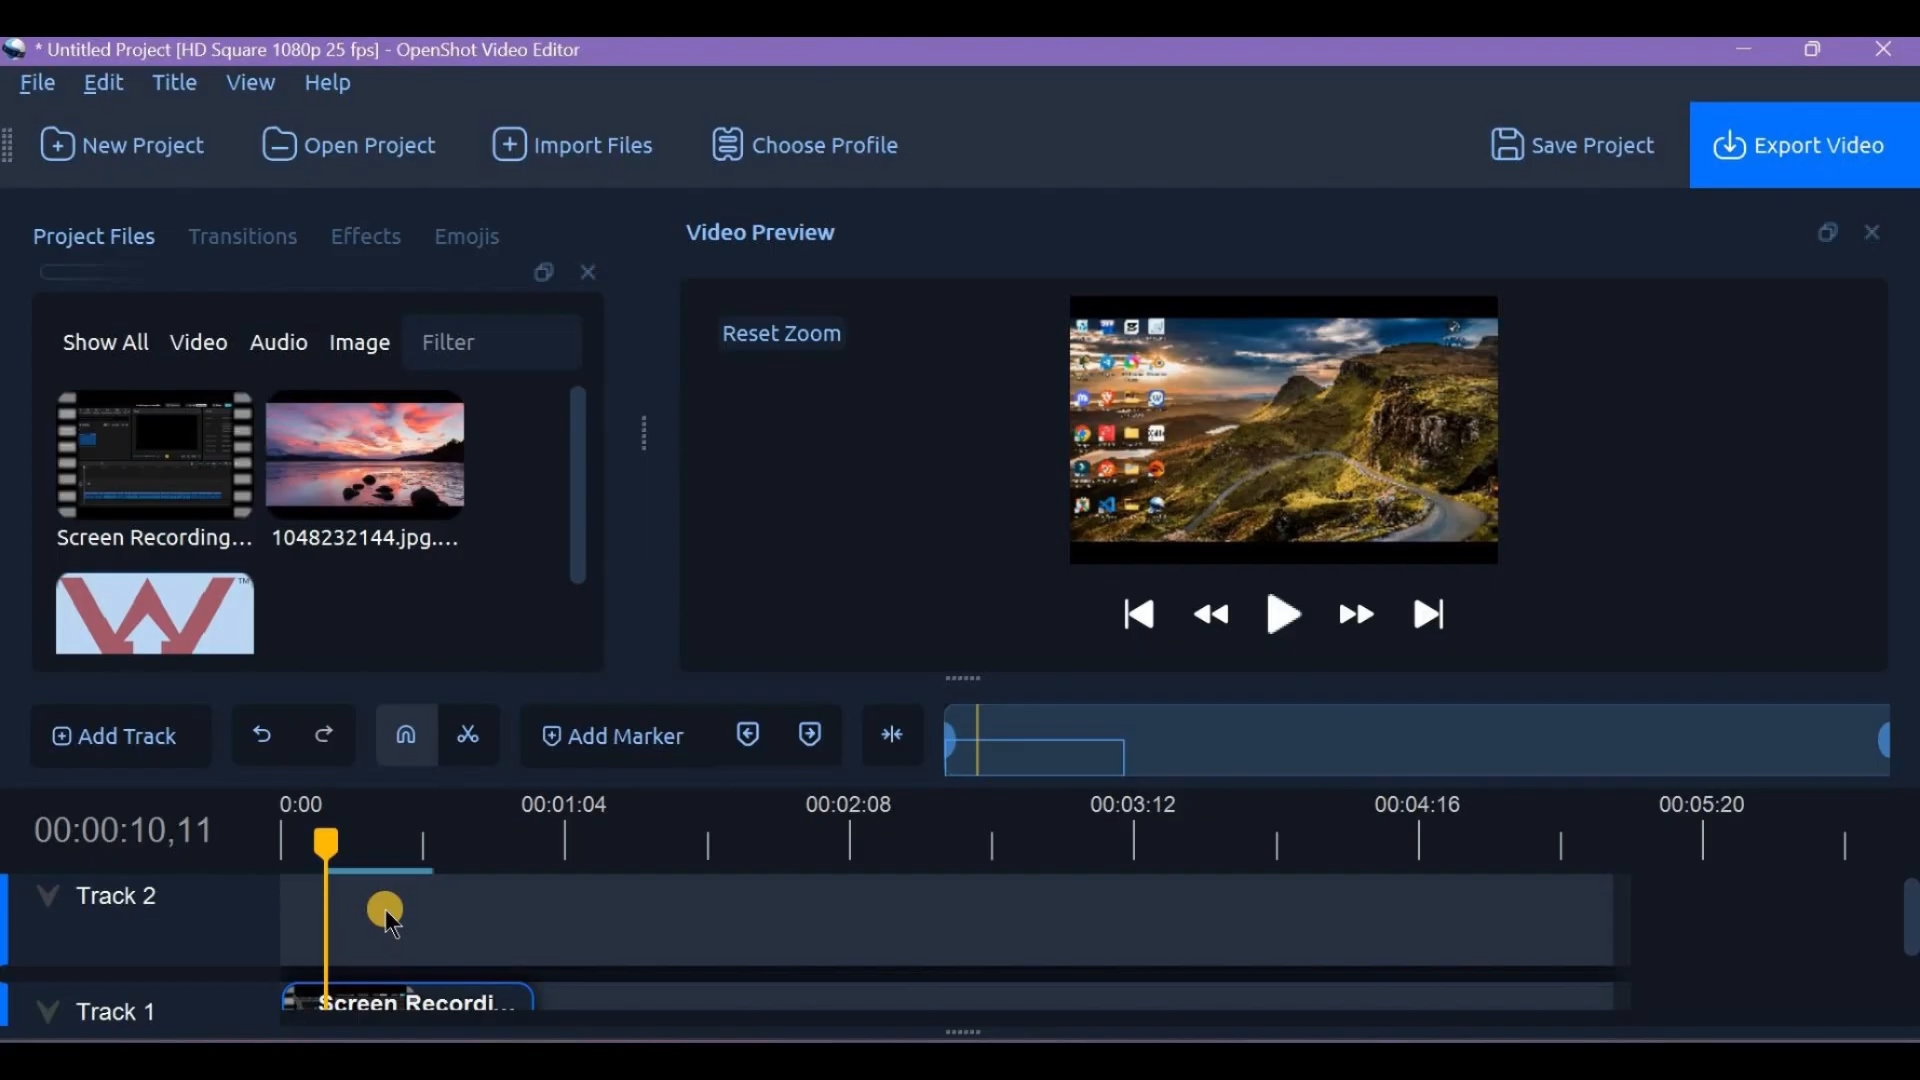 * Untitled Project [HD Square 1080p 25 fps] - OpenShot Video Editor
File Edit Title View Help
New Project Open Project Import Files Choose Profile Save Project Export Video
Project Files Transitions Effects Emojis
Video Preview
Show All Video Audio Image Filter
Reset Zoom
Screen Recording... 1048232144.jpg....
TM
Add Track Add Marker
0:00 00:01:04 00:02:08 00:03:12 00:04:16 00:05:20
00:00:10,11
Track 2
Track 1
Screen Recordi...